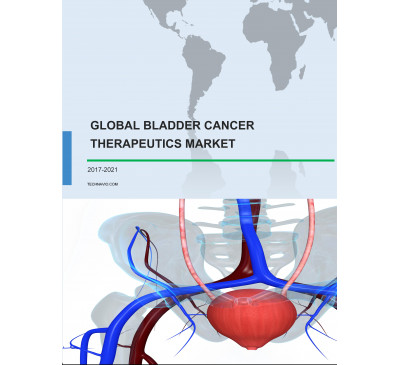 GLOBAL BLADDER CANCER
THERAPEUTICS MARKET
2017-2021
TECHNAVIO.COM